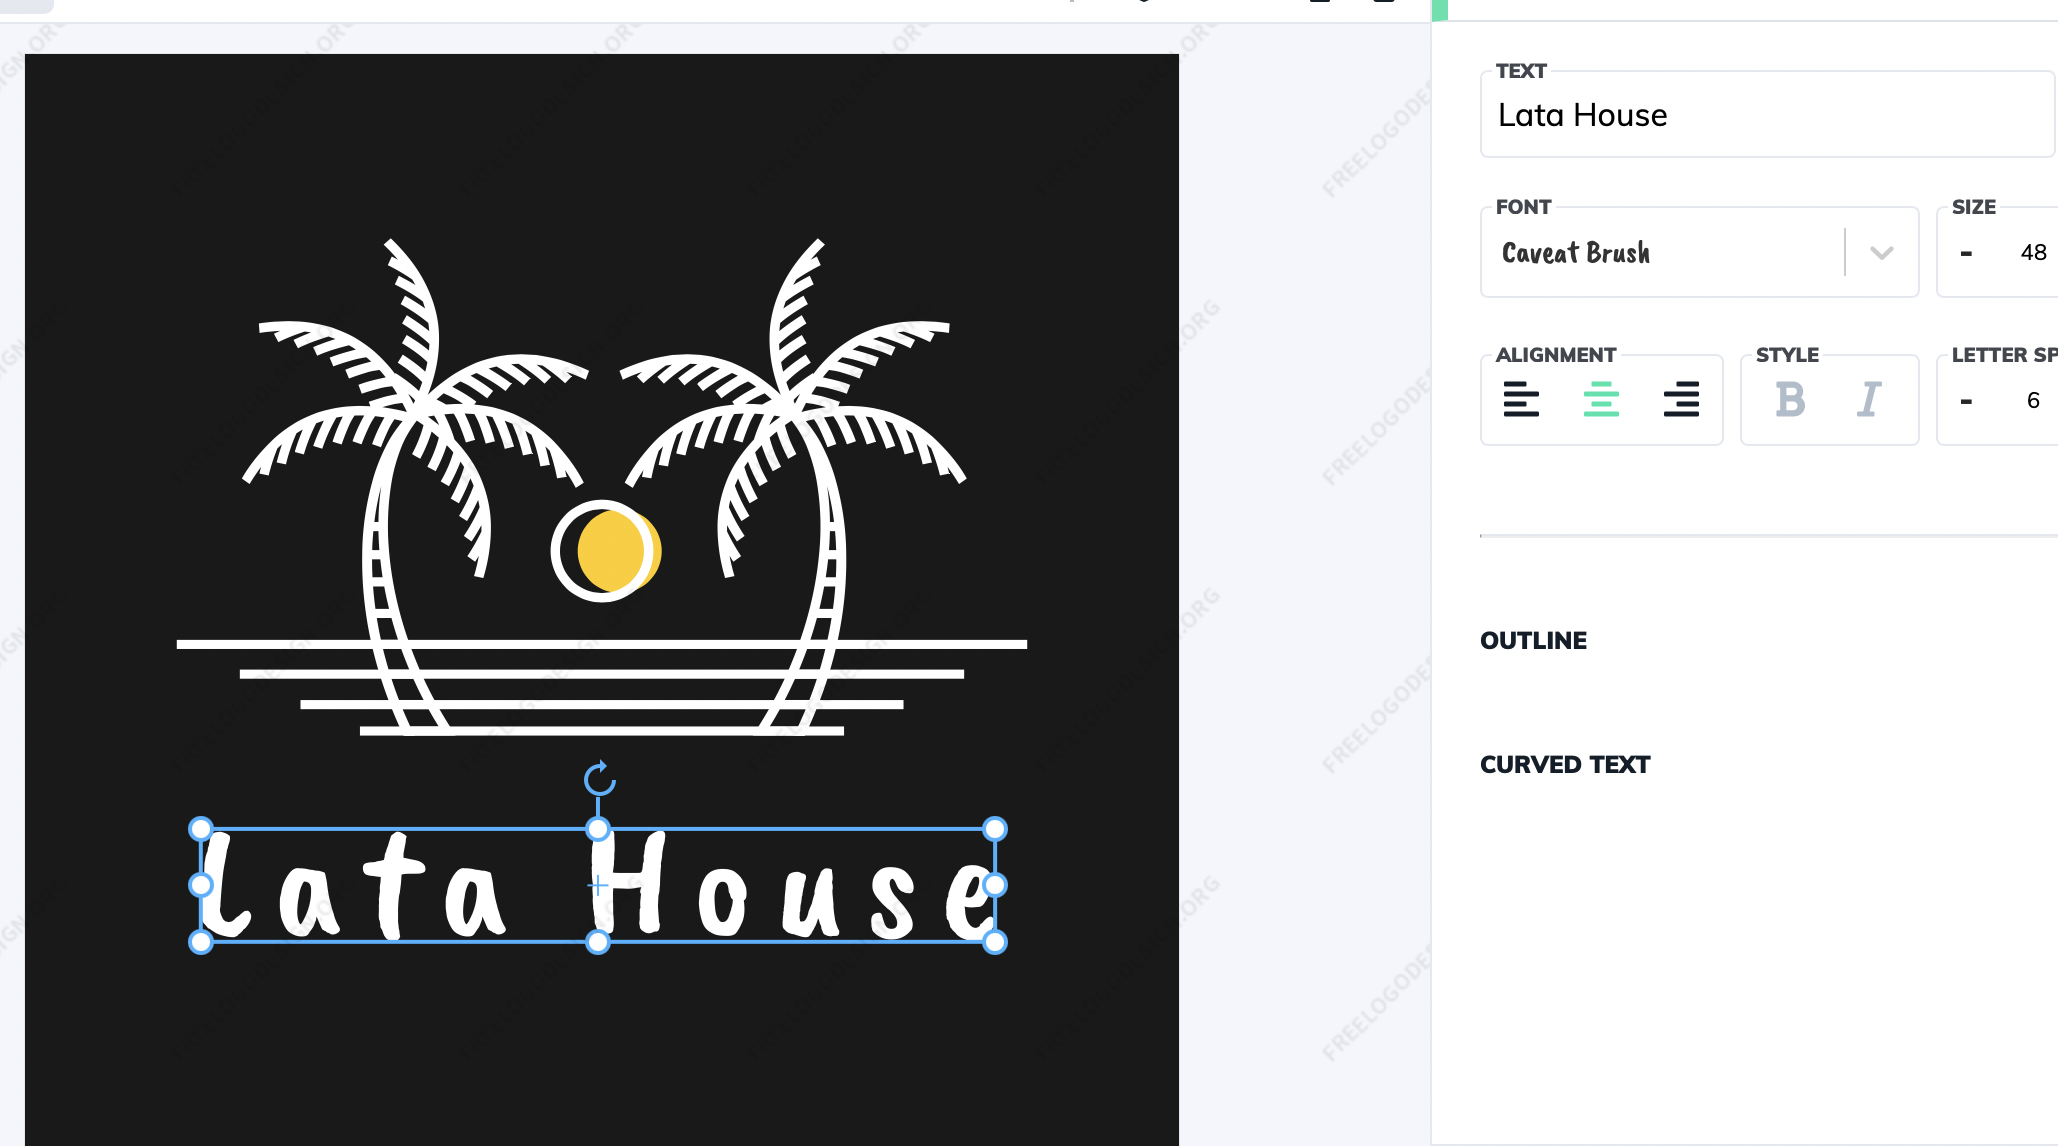 TEXT
Lata House
FONT
SIZE
Caveat Brush
- 48
ALIGNMENT
STYLE
LETTER SP
B I
- 6
OUTLINE
CURVED TEXT
Lata House
FREELOGODESIGN.ORG